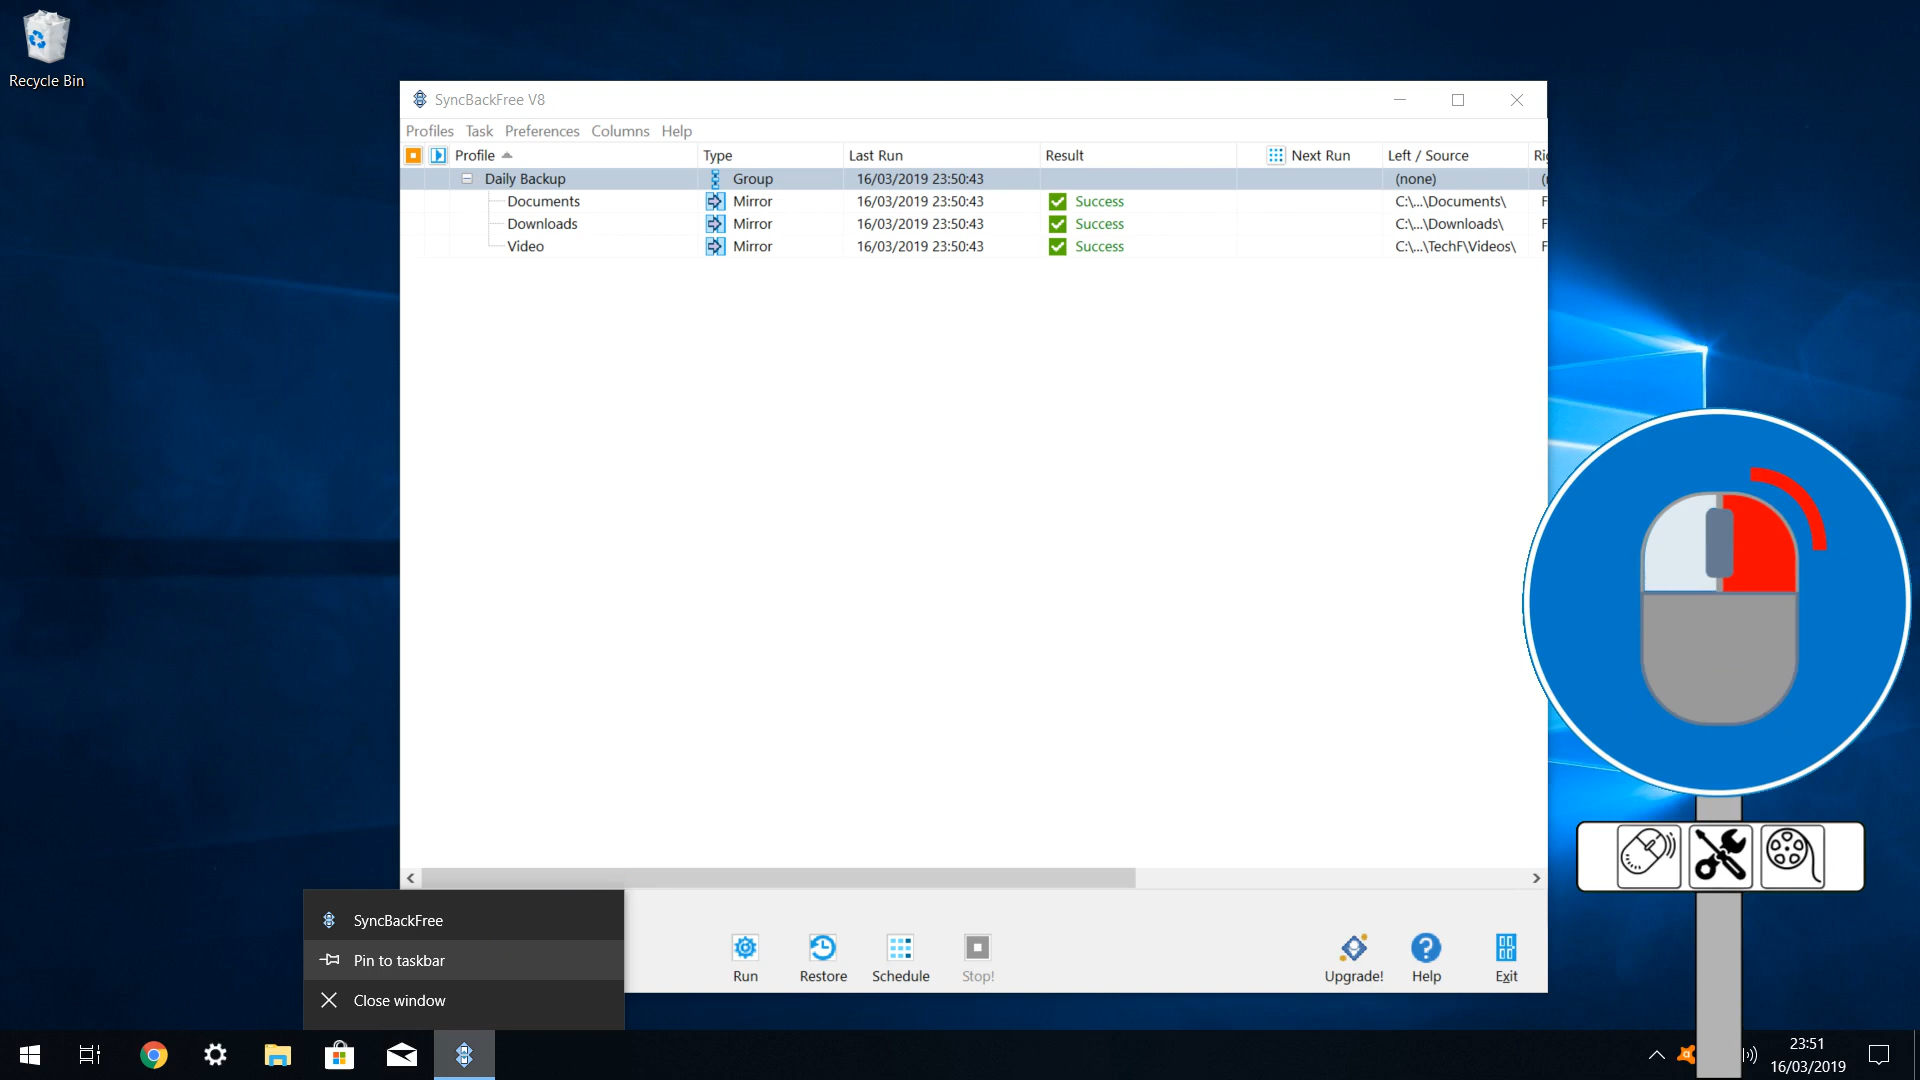 Recycle Bin
SyncBackFree V8
Profiles Task Preferences Columns Help
Profile Type Last Run Result Next Run Left / Source
Daily Backup Group 16/03/2019 23:50:43 (none)
Documents Mirror 16/03/2019 23:50:43 Success C:\...\Documents\ F
Downloads Mirror 16/03/2019 23:50:43 Success C:\...\Downloads\ F
Video Mirror 16/03/2019 23:50:43 Success C:\...\TechF\Videos\ F
SyncBackFree
Pin to taskbar
Close window
Run Restore Schedule Stop! Upgrade! Help Exit
23:51
16/03/2019